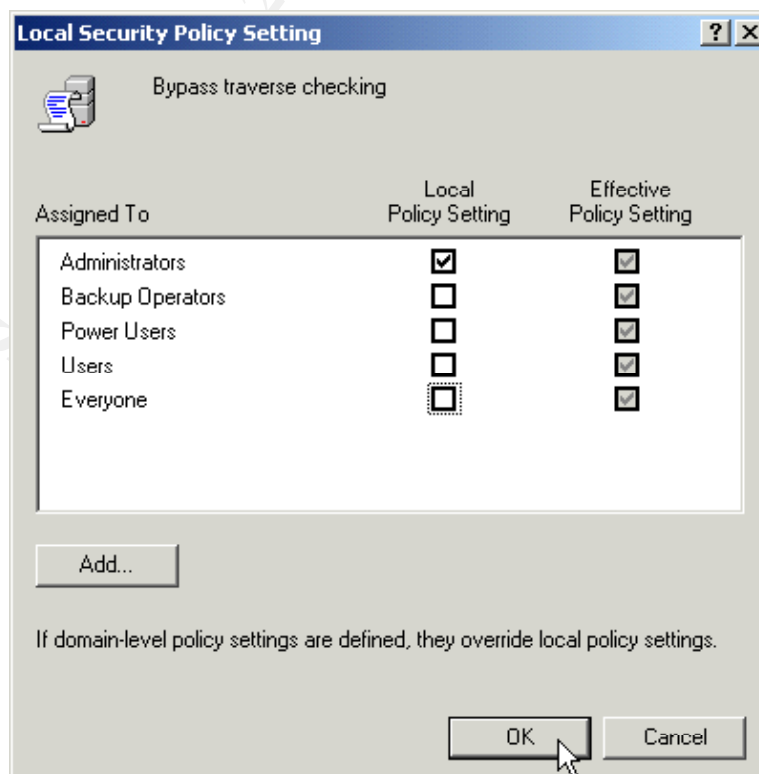 Local Security Policy Setting
Bypass traverse checking
Assigned To
Local
Policy Setting
Effective
Policy Setting
Administrators
Backup Operators
Power Users
Users
Everyone
Add...
If domain-level policy settings are defined, they override local policy settings.
OK
Cancel